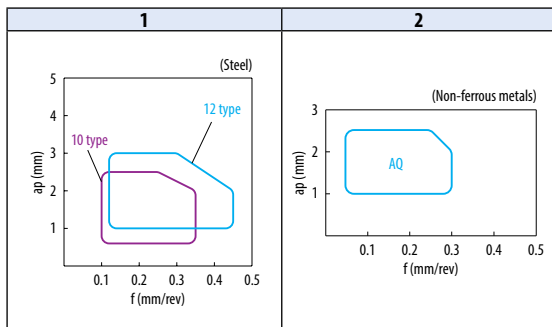 1
2
(Steel)
5
4
3
2
1
12 type
10 type
ap (mm)
0.1 0.2 0.3 0.4 0.5
f (mm/rev)
(Non-ferrous metals)
3
2
1
AQ
ap (mm)
0.1 0.2 0.3 0.4 0.5
f (mm/rev)